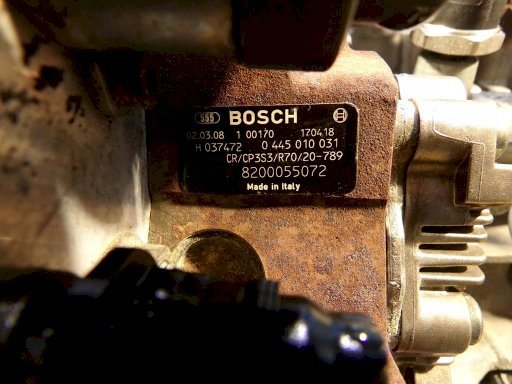 BOSCH
02.03.08 1 00170 170418
H 037472 0 445 010 031
CR/CP3S3/R70/20-789
8200055072
Made in Italy